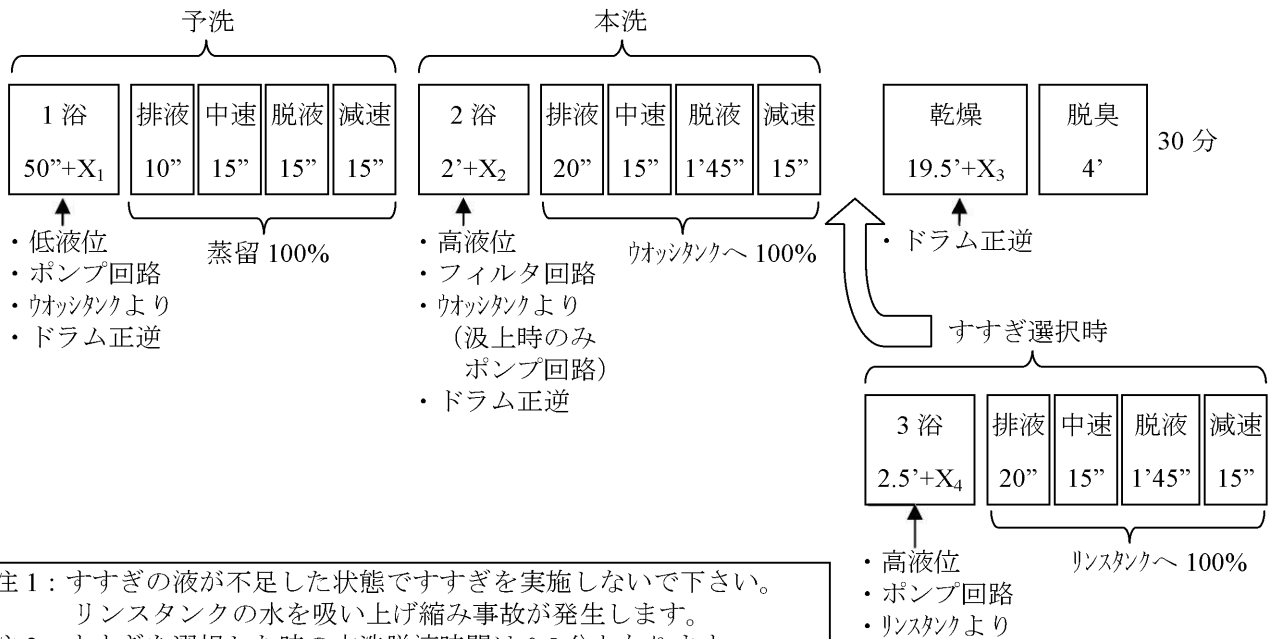 予洗
本洗
1浴
50”+X₁
排液
10”
中速
15”
脱液
15”
減速
15”
2浴
2’+X₂
排液
20”
中速
15”
脱液
1’45”
減速
15”
乾燥
19.5’+X₃
脱臭
4’
30分
・低液位
・ポンプ回路
・ウオッシタンクより
・ドラム正逆
蒸留100%
・高液位
・フィルタ回路
・ウオッシタンクより
（汲上時のみ
ポンプ回路）
・ドラム正逆
ウオッシタンクへ100%
・ドラム正逆
すすぎ選択時
3浴
2.5’+X₄
排液
20”
中速
15”
脱液
1’45”
減速
15”
・高液位
・ポンプ回路
・リンスタンクより
リンスタンクへ100%
注1：すすぎの液が不足した状態ですすぎを実施しないで下さい。
リンスタンクの水を吸い上げ縮み事故が発生します。